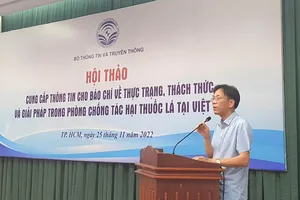 BỘ THÔNG TIN VÀ TRUYỀN THÔNG
HỘI THẢO
CUNG CẤP THÔNG TIN CHO BÁO CHÍ VỀ THỰC TRẠNG, THÁCH THỨC
VÀ GIẢI PHÁP TRONG PHÒNG CHỐNG TÁC HẠI THUỐC LÁ TẠI VIỆT
TP. HCM, ngày 25 tháng 11 năm 2022